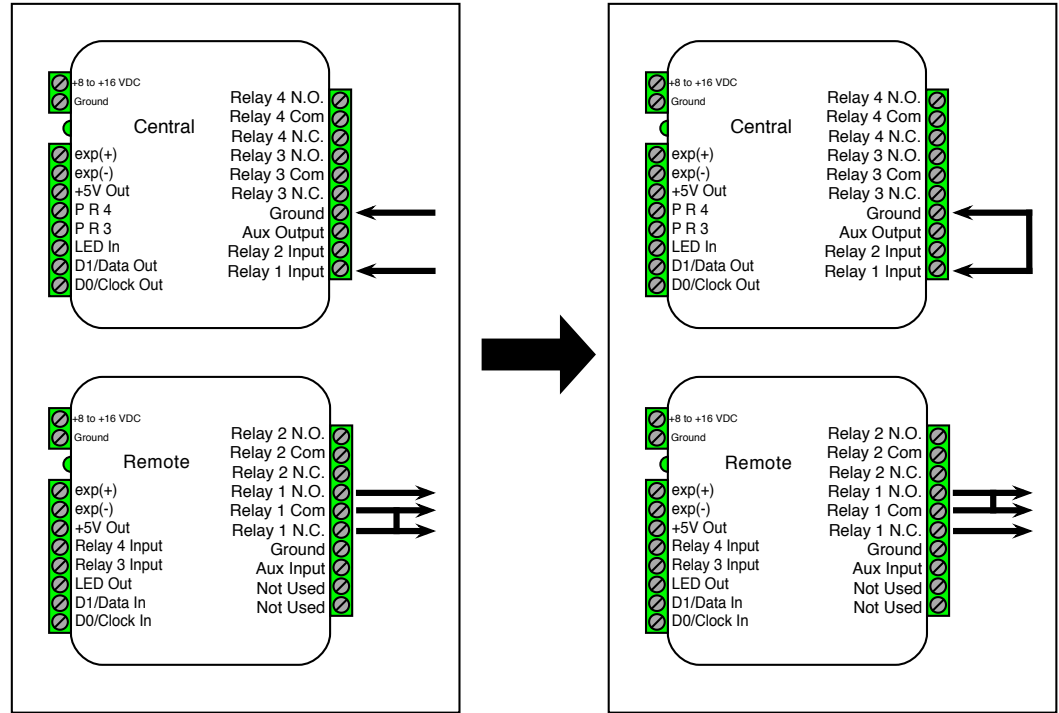 +8 to +16 VDC
Ground
Central
exp(+)
exp(-)
+5V Out
P R 4
P R 3
LED In
D1/Data Out
D0/Clock Out
Relay 4 N.O.
Relay 4 Com
Relay 4 N.C.
Relay 3 N.O.
Relay 3 Com
Relay 3 N.C.
Ground
Aux Output
Relay 2 Input
Relay 1 Input
+8 to +16 VDC
Ground
Remote
exp(+)
exp(-)
+5V Out
Relay 4 Input
Relay 3 Input
LED Out
D1/Data In
D0/Clock In
Relay 2 N.O.
Relay 2 Com
Relay 2 N.C.
Relay 1 N.O.
Relay 1 Com
Relay 1 N.C.
Ground
Aux Input
Not Used
Not Used
+8 to +16 VDC
Ground
Central
exp(+)
exp(-)
+5V Out
P R 4
P R 3
LED In
D1/Data Out
D0/Clock Out
Relay 4 N.O.
Relay 4 Com
Relay 4 N.C.
Relay 3 N.O.
Relay 3 Com
Relay 3 N.C.
Ground
Aux Output
Relay 2 Input
Relay 1 Input
+8 to +16 VDC
Ground
Remote
exp(+)
exp(-)
+5V Out
Relay 4 Input
Relay 3 Input
LED Out
D1/Data In
D0/Clock In
Relay 2 N.O.
Relay 2 Com
Relay 2 N.C.
Relay 1 N.O.
Relay 1 Com
Relay 1 N.C.
Ground
Aux Input
Not Used
Not Used